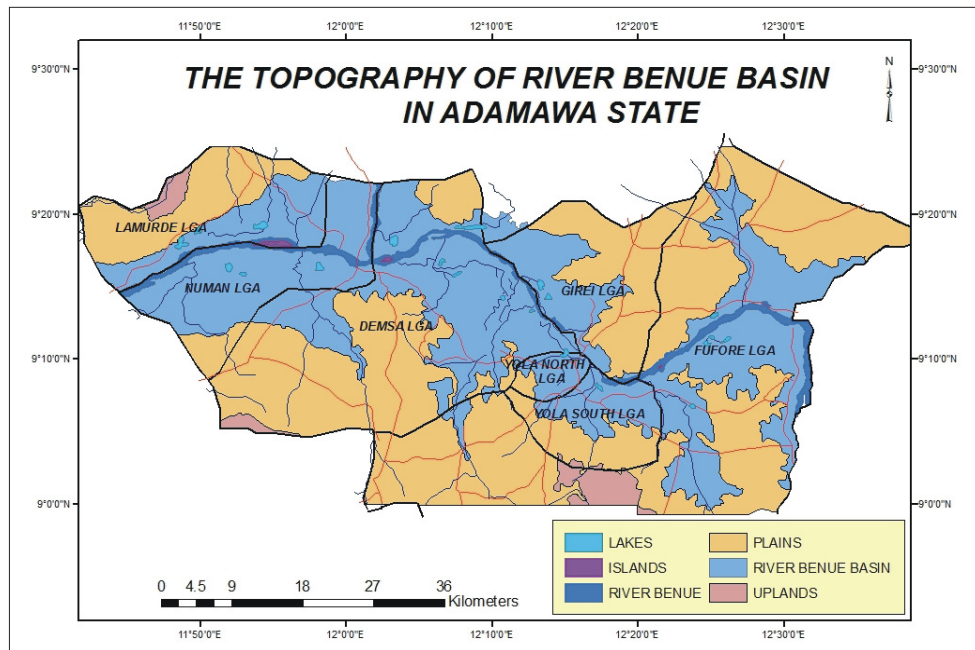 11°50'0"E 12°0'0"E 12°10'0"E 12°20'0"E 12°30'0"E
9°30'0"N 9°30'0"N
THE TOPOGRAPHY OF RIVER BENUE BASIN
IN ADAMAWA STATE
N
9°20'0"N 9°20'0"N
LAMURDE LGA
NUMAN LGA
GIREI LGA
DEMSA LGA
FUFORE LGA
9°10'0"N 9°10'0"N
YOLA NORTH
LGA
YOLA SOUTH LGA
9°0'0"N 9°0'0"N
LAKES PLAINS
ISLANDS RIVER BENUE BASIN
RIVER BENUE UPLANDS
0 4.5 9 18 27 36
Kilometers
11°50'0"E 12°0'0"E 12°10'0"E 12°20'0"E 12°30'0"E